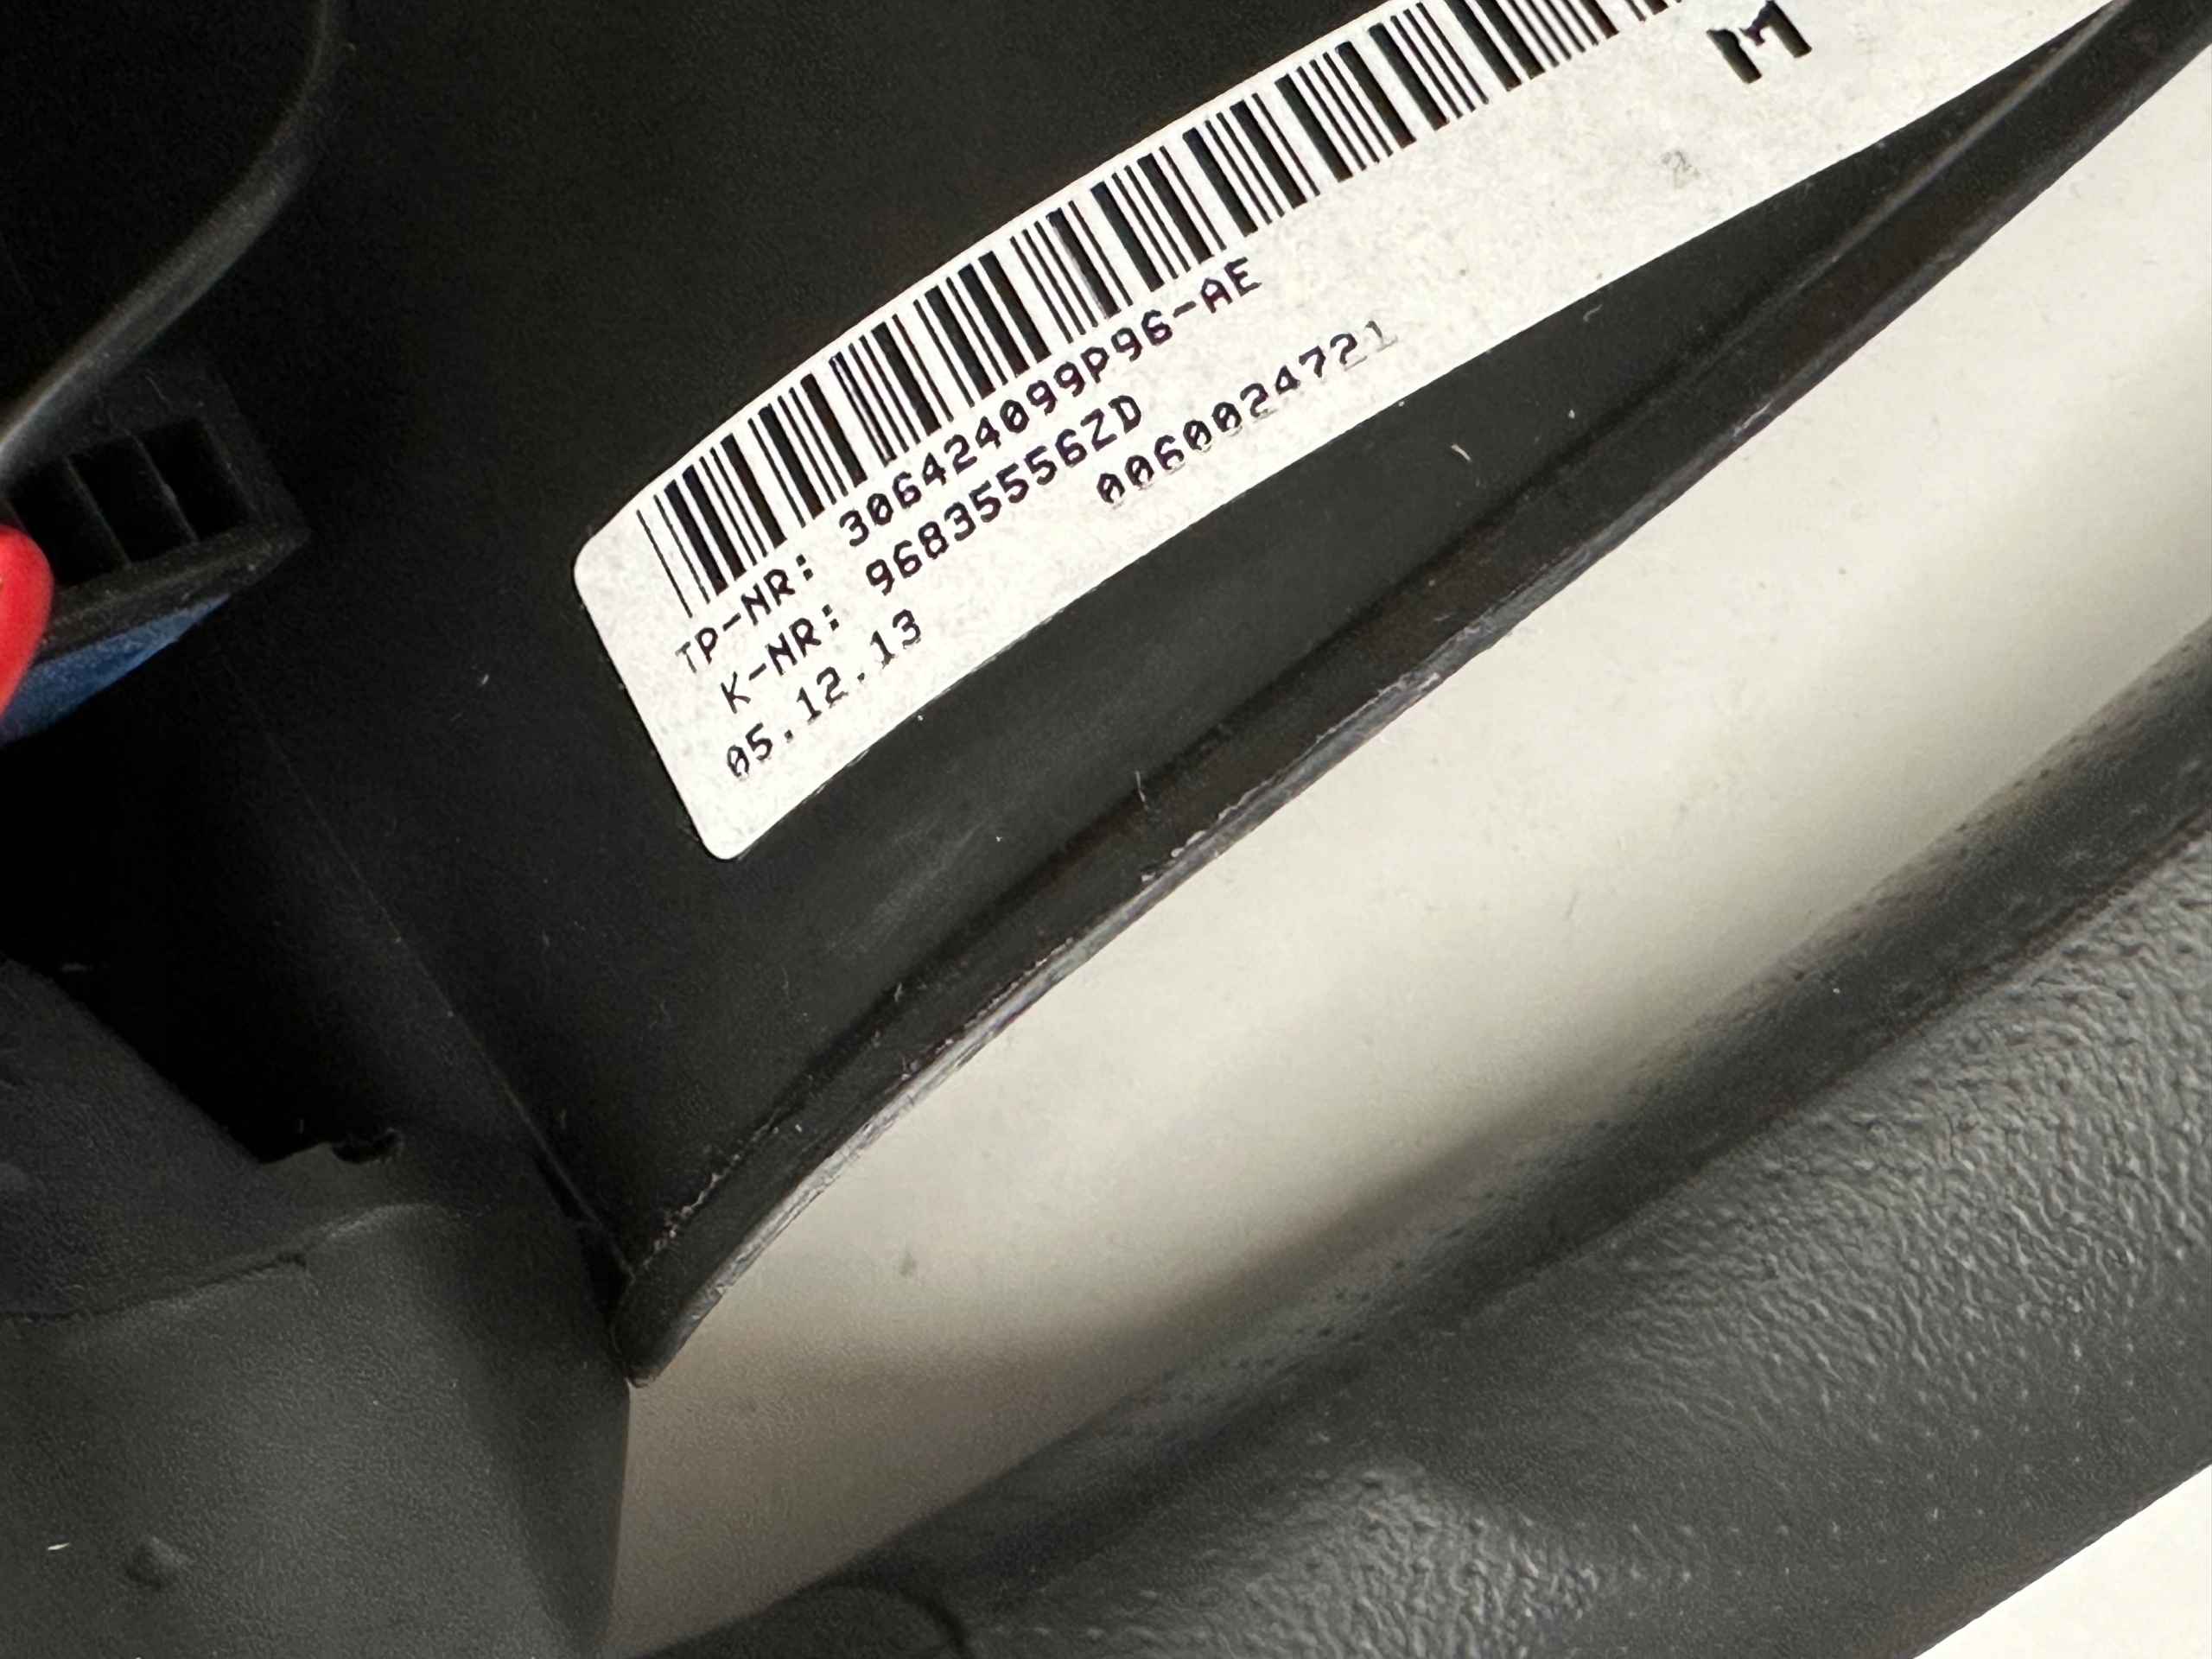 M
TP-NR: 306424099P96-AE
K-NR: 96835556ZD
05.12.13 0060024721